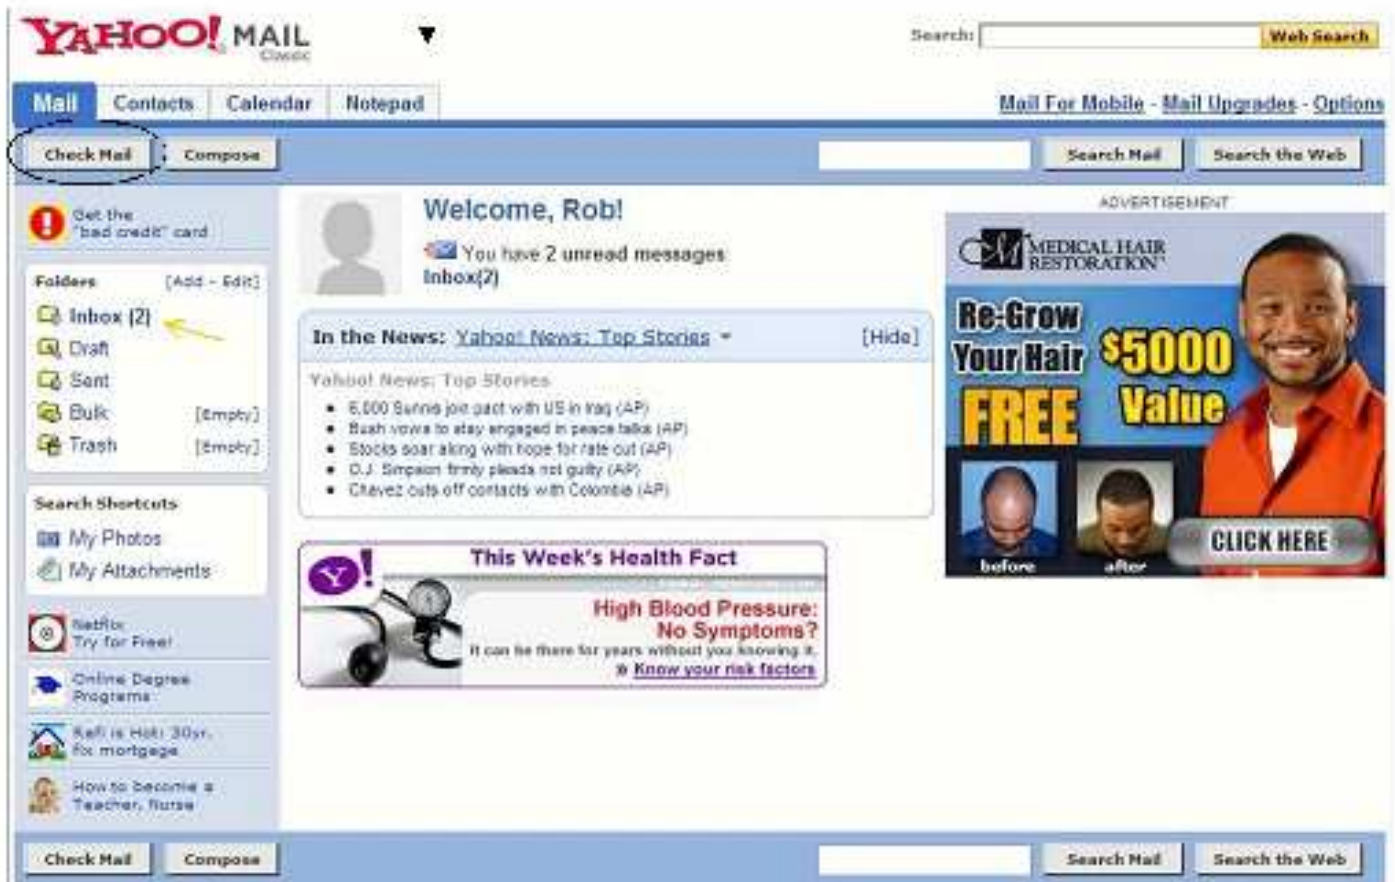 YAHOO! MAIL
Classic
Search:
Web Search
Mail Contacts Calendar Notepad
Mail For Mobile - Mail Upgrades - Options
Check Mail Compose
Search Mail Search the Web
Get the
"bad credit" card
Folders [Add - Edit]
Inbox (2)
Draft
Sent
Bulk [Empty]
Trash [Empty]
Search Shortcuts
My Photos
My Attachments
Netflix
Try for Free!
Online Degree
Programs
Refi is Hot: 30yr.
fix mortgage
How to become a
Teacher, Nurse
Welcome, Rob!
You have 2 unread messages
Inbox(2)
In the News: Yahoo! News: Top Stories [Hide]
Yahoo! News: Top Stories
6,000 Sunnis join pact with US in Iraq (AP)
Bush vows to stay engaged in peace talks (AP)
Stocks soar along with hope for rate cut (AP)
O.J. Simpson firmly pleads not guilty (AP)
Chavez cuts off contacts with Colombia (AP)
Y!
This Week's Health Fact
High Blood Pressure:
No Symptoms?
It can be there for years without you knowing it.
» Know your risk factors
ADVERTISEMENT
CM MEDICAL HAIR
RESTORATION
Re-Grow
Your Hair
FREE
$5000
Value
before after
CLICK HERE
Check Mail Compose
Search Mail Search the Web